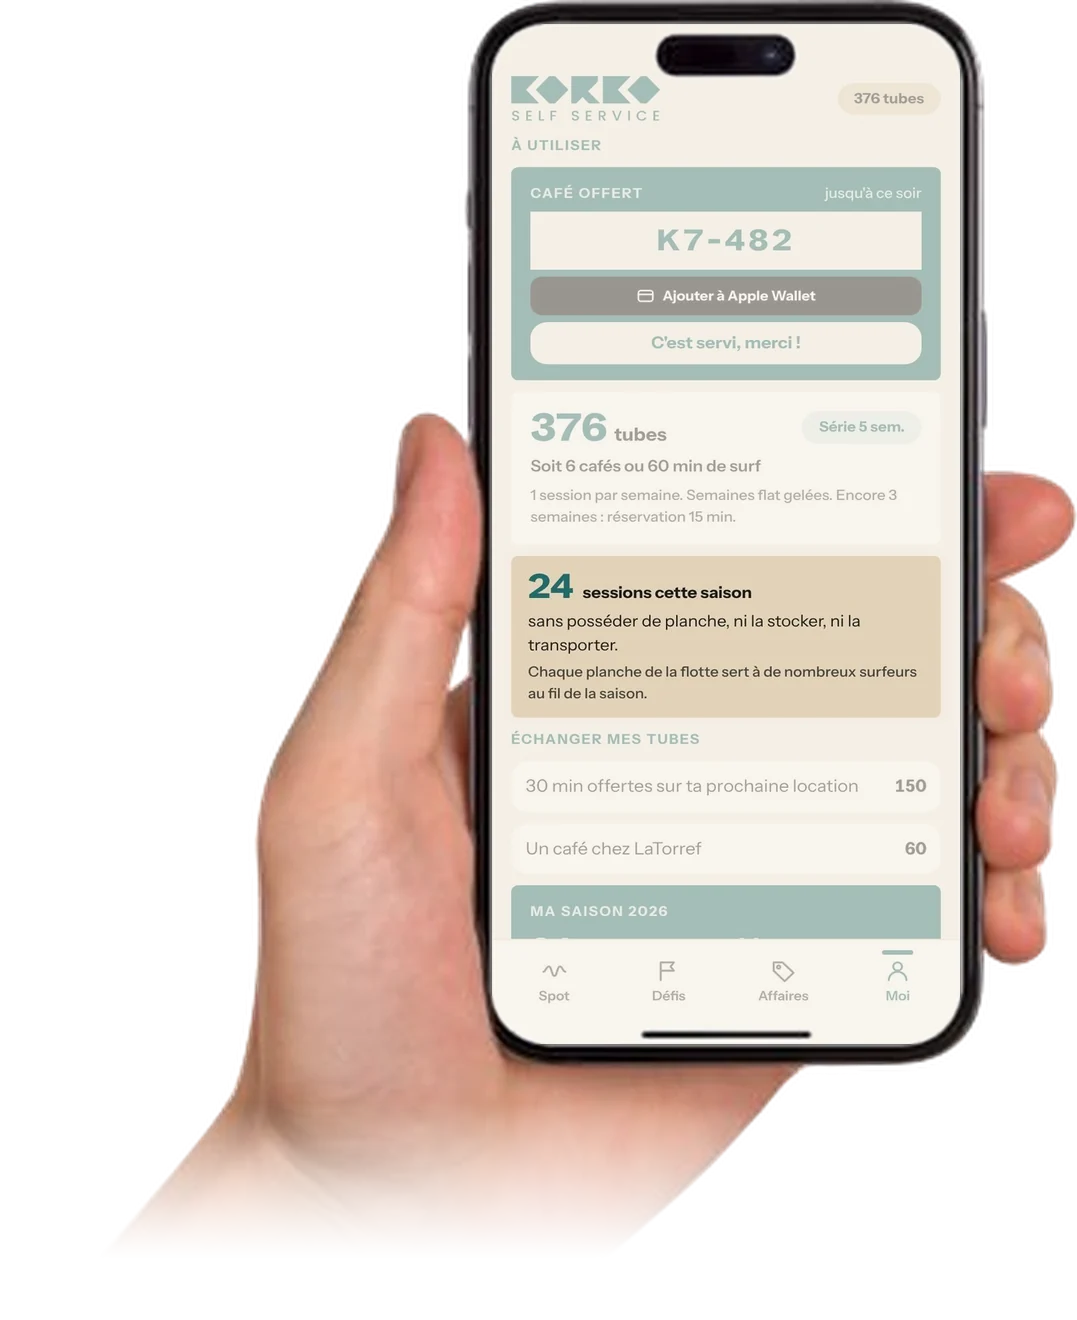 KORKO
SELF SERVICE
376 tubes
À UTILISER
CAFÉ OFFERT
jusqu'à ce soir
K7-482
Ajouter à Apple Wallet
C'est servi, merci !
376 tubes
Série 5 sem.
Soit 6 cafés ou 60 min de surf
1 session par semaine. Semaines flat gelées. Encore 3
semaines : réservation 15 min.
24 sessions cette saison
sans posséder de planche, ni la stocker, ni la
transporter.
Chaque planche de la flotte sert à de nombreux surfeurs
au fil de la saison.
ÉCHANGER MES TUBES
30 min offertes sur ta prochaine location 150
Un café chez LaTorref 60
MA SAISON 2026
Spot
Défis
Affaires
Moi